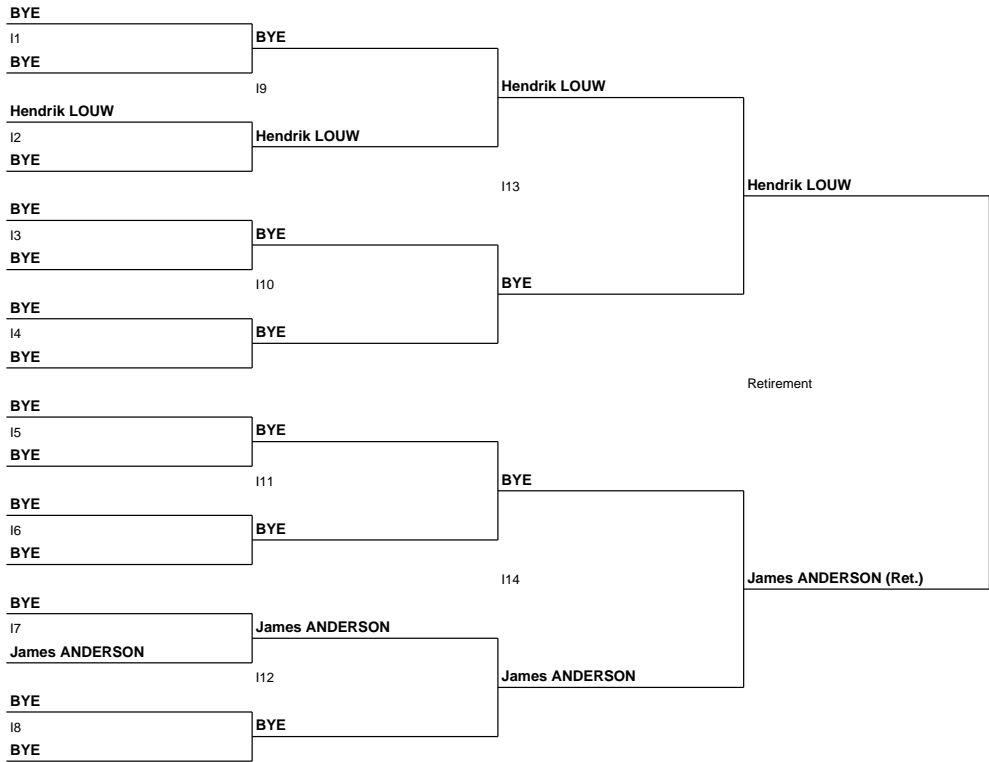 BYE
I1
BYE
BYE
I9
Hendrik LOUW
Hendrik LOUW
I2
Hendrik LOUW
BYE
I13
Hendrik LOUW
BYE
I3
BYE
BYE
I10
BYE
BYE
I4
BYE
BYE
Retirement
BYE
I5
BYE
BYE
I11
BYE
BYE
I6
BYE
BYE
I14
James ANDERSON (Ret.)
BYE
I7
James ANDERSON
James ANDERSON
I12
James ANDERSON
BYE
I8
BYE
BYE